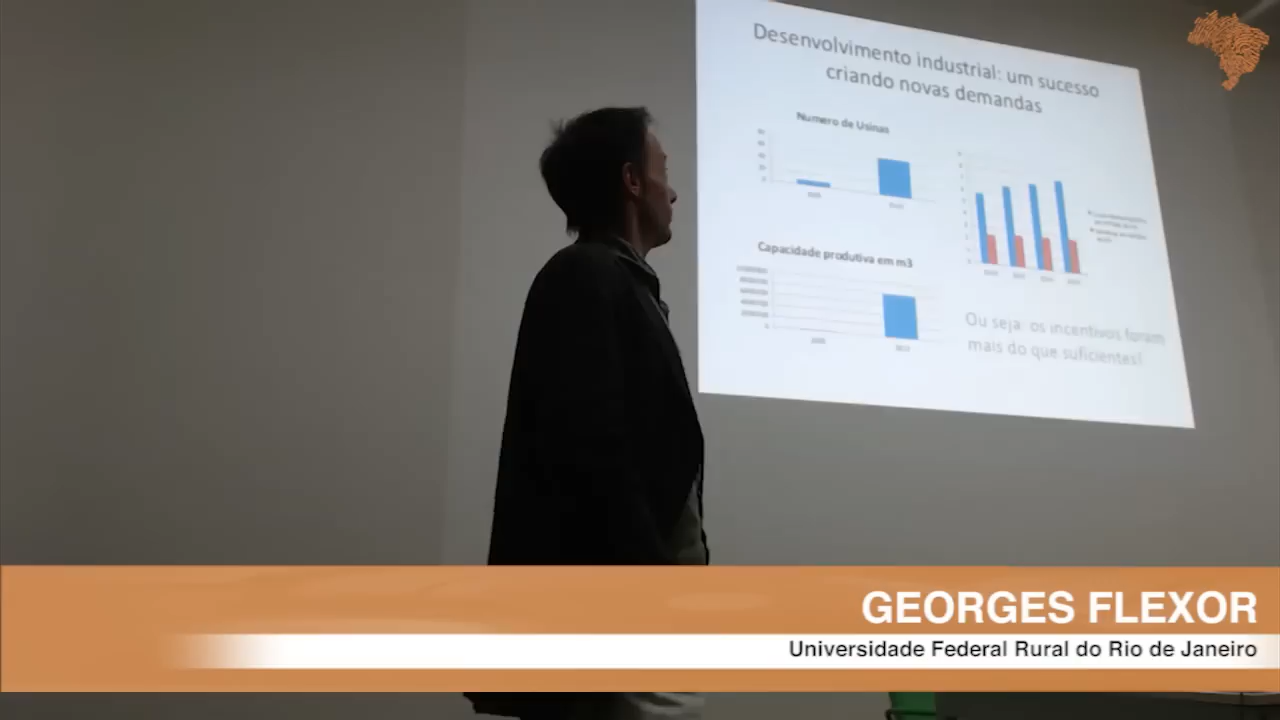 Desenvolvimento industrial: um sucesso
criando novas demandas
Numero de Usinas
Capacidade produtiva em m3
Ou seja: os incentivos foram
mais do que suficientes!
GEORGES FLEXOR
Universidade Federal Rural do Rio de Janeiro